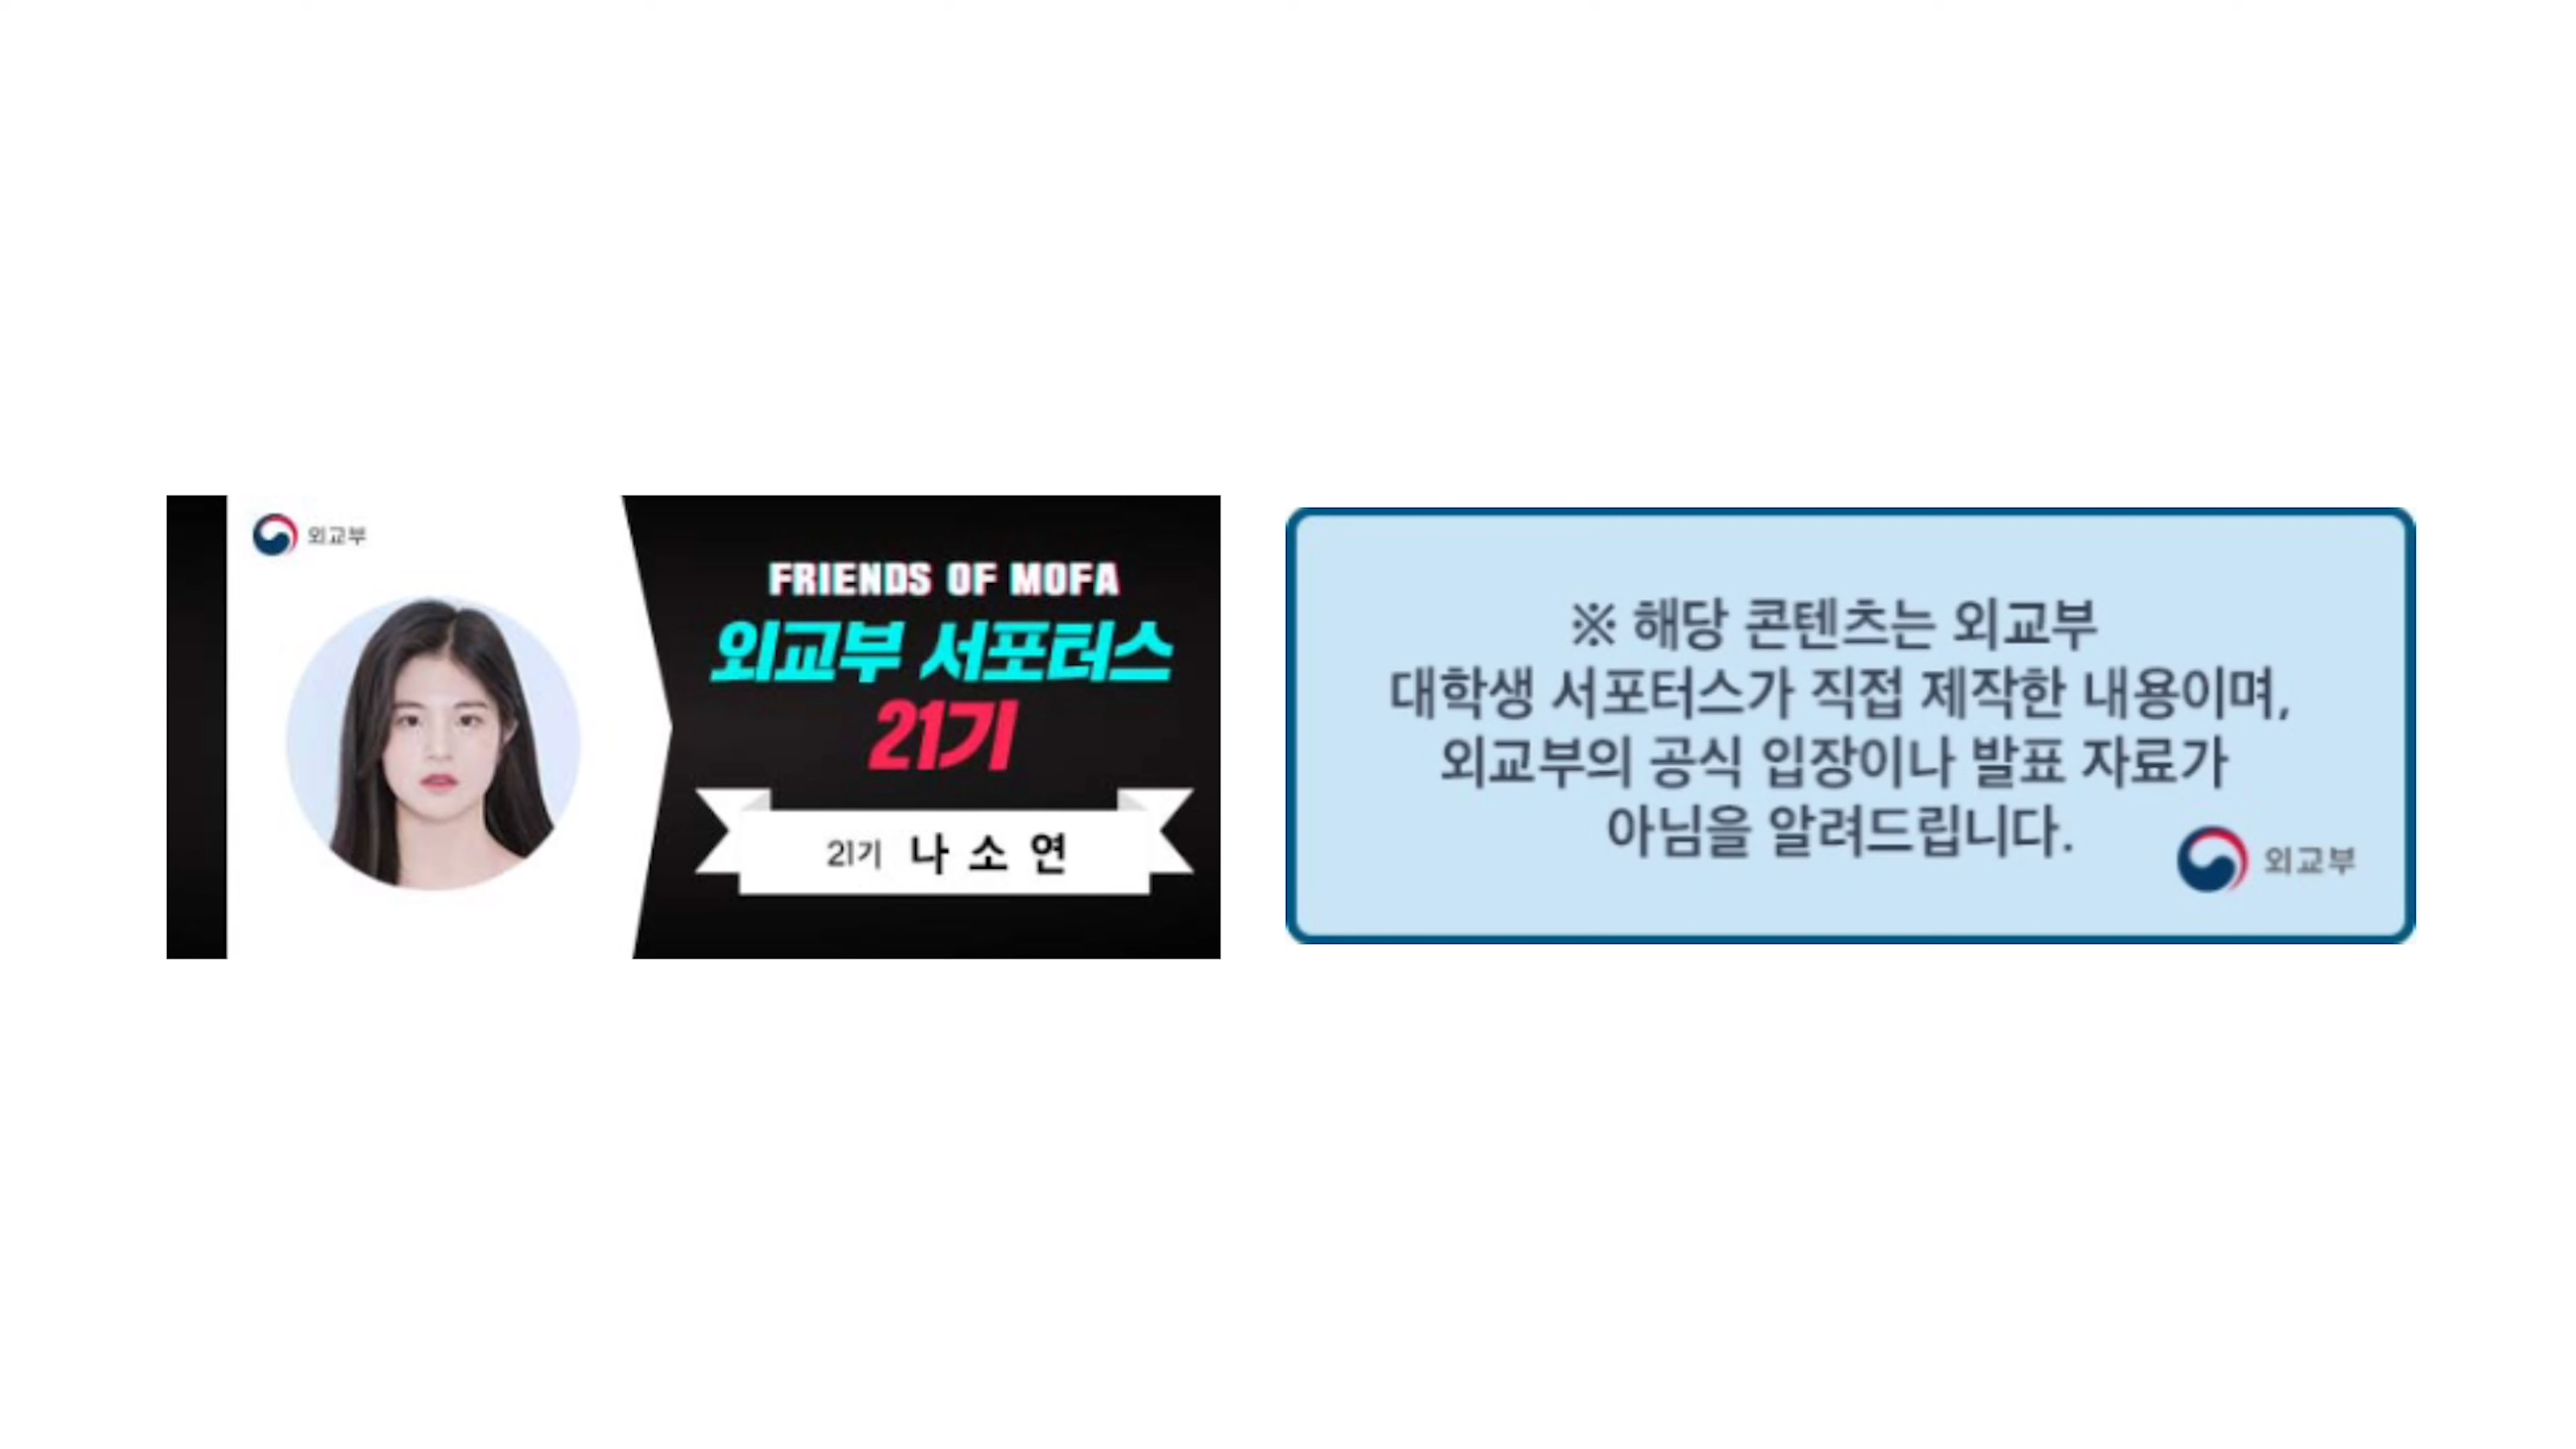 외교부
FRIENDS OF MOFA
외교부 서포터스
21기
21기 나 소 연
※ 해당 콘텐츠는 외교부
대학생 서포터스가 직접 제작한 내용이며,
외교부의 공식 입장이나 발표 자료가
아님을 알려드립니다.
외교부